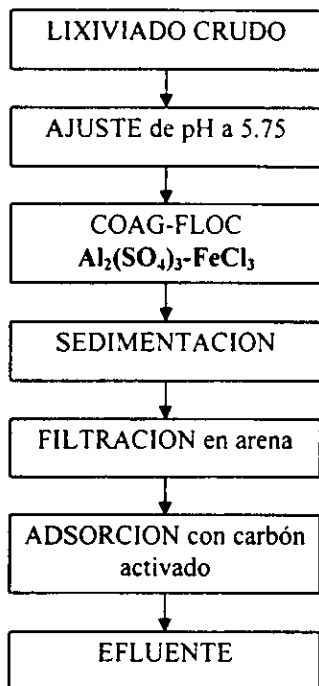 LIXIVIADO CRUDO
AJUSTE de pH a 5.75
COAG-FLOC
Al₂(SO₄)₃-FeCl₃
SEDIMENTACION
FILTRACION en arena
ADSORCION con carbón
activado
EFLUENTE